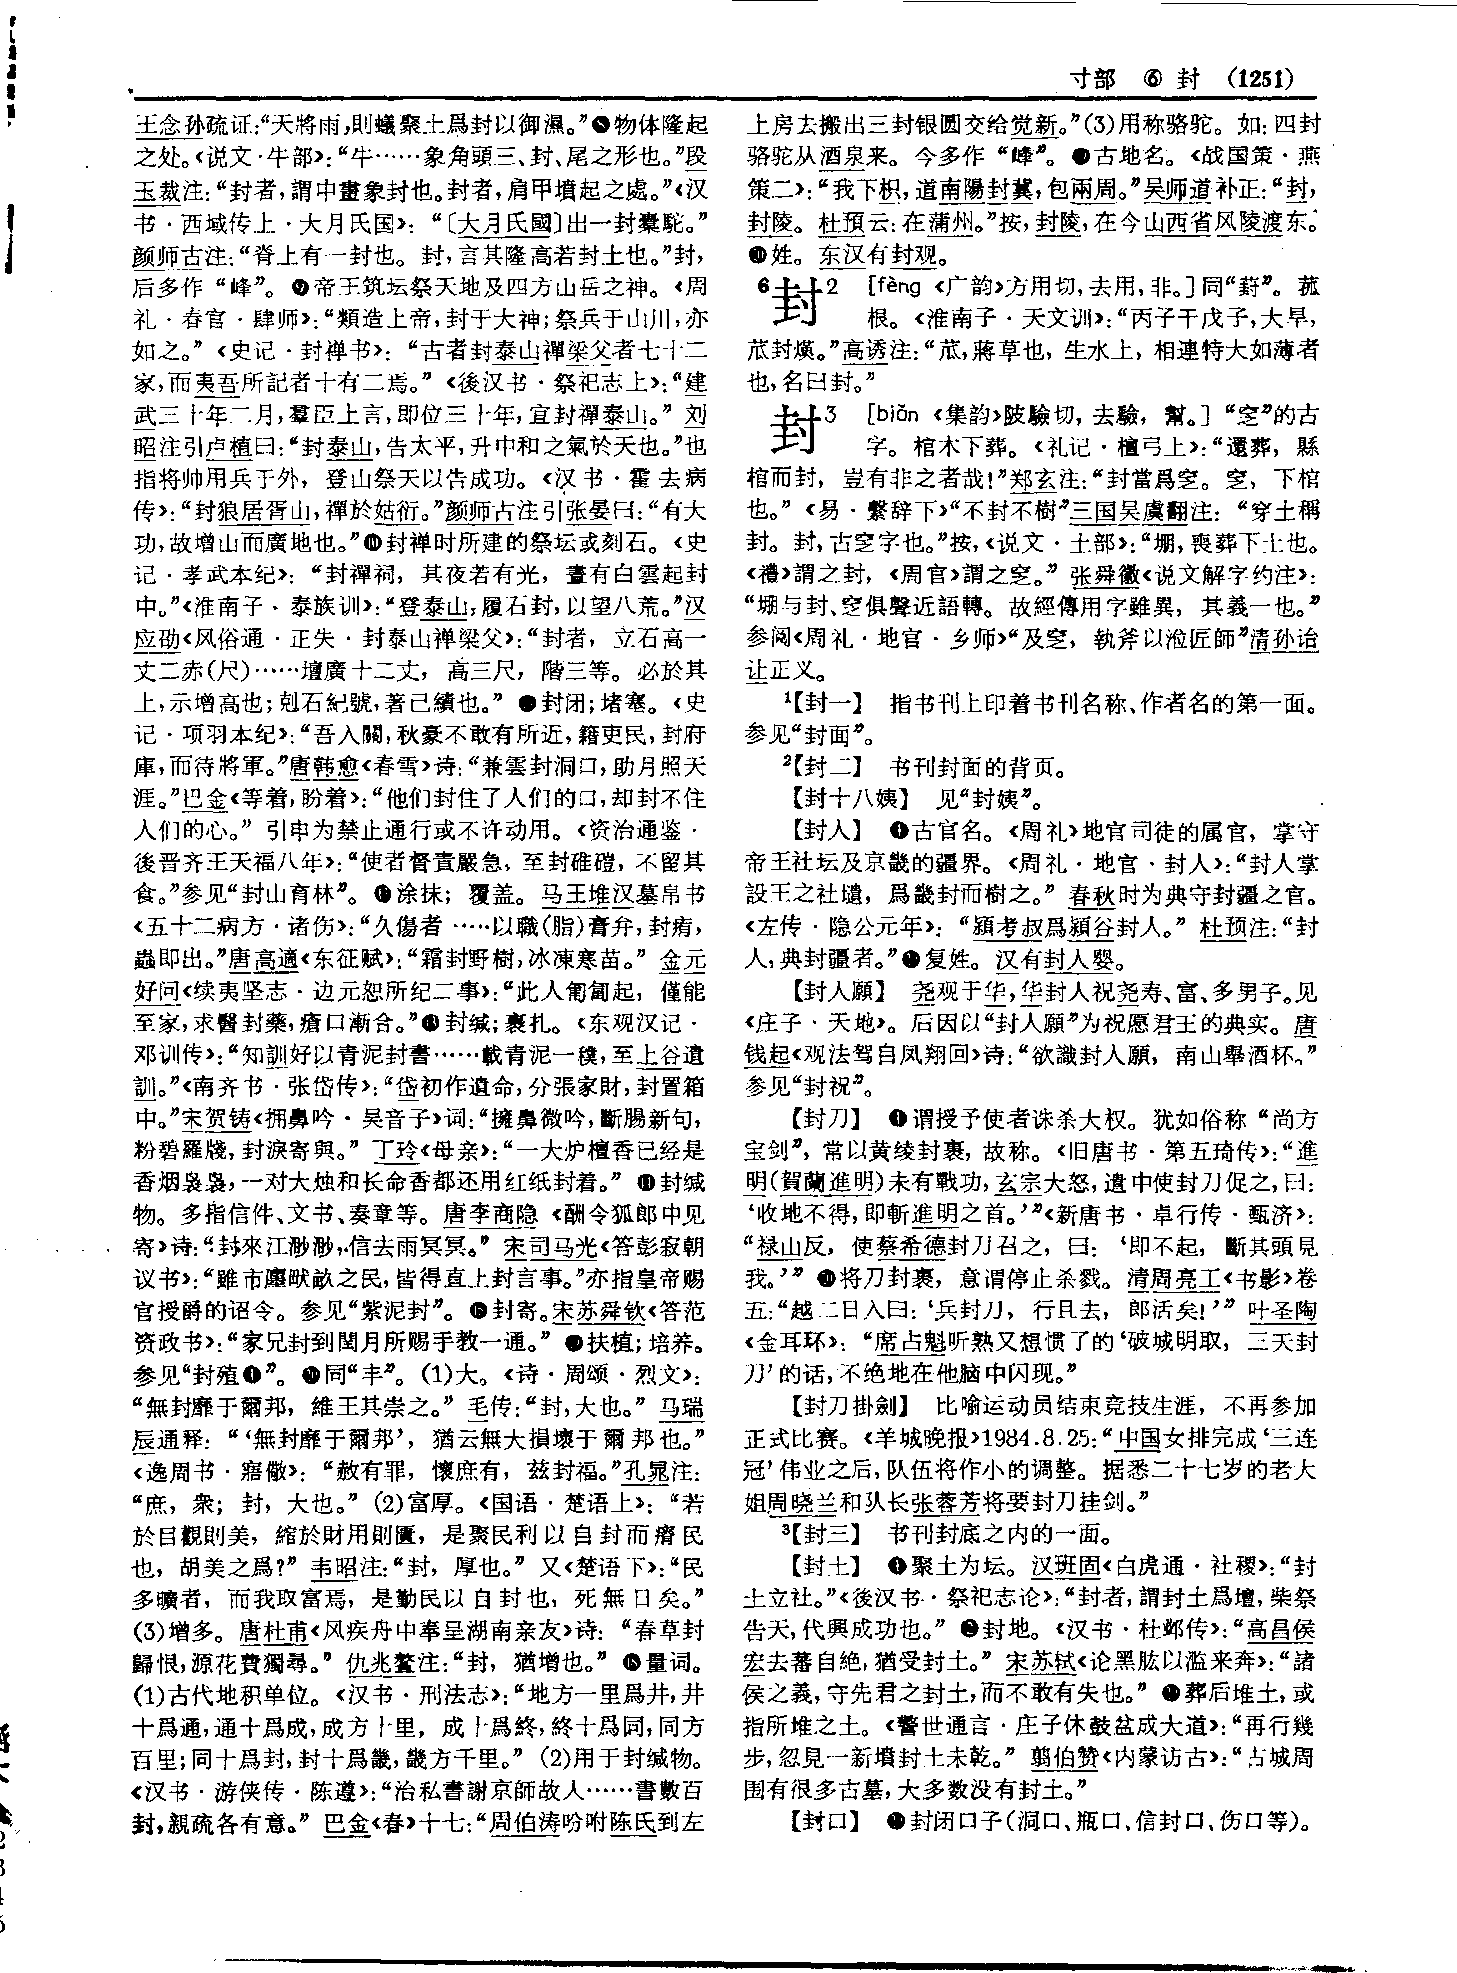 寸部 ⑥ 封 (1251)
王念孙疏证:“天將雨,則蟻聚土爲封以御濕。”❽物体隆起
之处。《说文·牛部》:“牛……象角頭三、封、尾之形也。”段
玉裁注:“封者,謂中畫象封也。封者,肩甲墳起之處。”《汉
书·西域传上·大月氏国》:“〔大月氏國〕出一封橐駝。”
颜师古注:“脊上有一封也。封,言其隆高若封土也。”封,
后多作“峰”。❾帝王筑坛祭天地及四方山岳之神。《周
礼·春官·肆师》:“類造上帝,封于大神;祭兵于山川,亦
如之。”《史记·封禅书》:“古者封泰山禪梁父者七十二
家,而夷吾所記者十有二焉。”《後汉书·祭祀志上》:“建
武三十年二月,羣臣上言,即位三十年,宜封禪泰山。”刘
昭注引卢植曰:“封泰山,告太平,升中和之氣於天也。”也
指将帅用兵于外,登山祭天以告成功。《汉书·霍去病
传》:“封狼居胥山,禪於姑衍。”颜师古注引张晏曰:“有大
功,故增山而廣地也。”❿封禅时所建的祭坛或刻石。《史
记·孝武本纪》:“封禪祠,其夜若有光,晝有白雲起封
中。”《淮南子·泰族训》:“登泰山,履石封,以望八荒。”汉
应劭《风俗通·正失·封泰山禅梁父》:“封者,立石高一
丈二赤(尺)……壇廣十二丈,高三尺,階三等。必於其
上,示增高也;剋石紀號,著己績也。”⓫封闭;堵塞。《史
记·项羽本纪》:“吾入關,秋豪不敢有所近,籍吏民,封府
庫,而待將軍。”唐韩愈《春雪》诗:“兼雲封洞口,助月照天
涯。”巴金《等着,盼着》:“他们封住了人们的口,却封不住
人们的心。”引申为禁止通行或不许动用。《资治通鉴·
後晋齐王天福八年》:“使者督責嚴急,至封碓磑,不留其
食。”参见“封山育林”。⓬涂抹;覆盖。马王堆汉墓帛书
《五十二病方·诸伤》:“久傷者……以職(脂)膏弁,封痏,
蟲即出。”唐高適《东征赋》:“霜封野樹,冰凍寒苗。”金元
好问《续夷坚志·边元恕所纪二事》:“此人匍匐起,僅能
至家,求醫封藥,瘡口漸合。”⓭封缄;裹扎。《东观汉记·
邓训传》:“知訓好以青泥封書……載青泥一襆,至上谷遺
訓。”《南齐书·张岱传》:“岱初作遺命,分張家財,封置箱
中。”宋贺铸《拥鼻吟·吴音子》词:“擁鼻微吟,斷腸新句,
粉碧羅牋,封淚寄與。”丁玲《母亲》:“一大炉檀香已经是
香烟袅袅,一对大烛和长命香都还用红纸封着。”⓮封缄
物。多指信件、文书、奏章等。唐李商隐《酬令狐郎中见
寄》诗:“封來江渺渺,信去雨冥冥。”宋司马光《答彭寂朝
议书》:“雖市廛畎畝之民,皆得直上封言事。”亦指皇帝赐
官授爵的诏令。参见“紫泥封”。⓯封寄。宋苏舜钦《答范
资政书》:“家兄封到閏月所赐手教一通。”⓰扶植;培养。
参见“封殖❶”。⓱同“丰”。(1)大。《诗·周颂·烈文》:
“無封靡于爾邦,維王其崇之。”毛传:“封,大也。”马瑞
辰通释:“‘無封靡于爾邦’,猶云無大損壞于爾邦也。”
《逸周书·寤儆》:“赦有罪,懷庶有,兹封福。”孔晁注:
“庶,衆;封,大也。”(2)富厚。《国语·楚语上》:“若
於目觀則美,縮於財用則匱,是聚民利以自封而瘠民
也,胡美之爲?”韦昭注:“封,厚也。”又《楚语下》:“民
多曠者,而我取富焉,是勤民以自封也,死無日矣。”
(3)增多。唐杜甫《风疾舟中奉呈湖南亲友》诗:“春草封
歸恨,源花費獨尋。”仇兆鳌注:“封,猶增也。”⓲量词。
(1)古代地积单位。《汉书·刑法志》:“地方一里爲井,井
十爲通,通十爲成,成方十里,成十爲終,終十爲同,同方
百里;同十爲封,封十爲畿,畿方千里。”(2)用于封缄物。
《汉书·游侠传·陈遵》:“治私書謝京師故人……書數百
封,親疏各有意。”巴金《春》十七:“周伯涛吩咐陈氏到左
上房去搬出三封银圆交给觉新。”(3)用称骆驼。如:四封
骆驼从酒泉来。今多作“峰”。⓳古地名。《战国策·燕
策二》:“我下枳,道南陽封冀,包兩周。”吴师道补正:“封,
封陵。杜預云:在蒲州。”按,封陵,在今山西省风陵渡东。
⓴姓。东汉有封观。
6封2 [fèng《广韵》方用切,去用,非。]同“葑”。菰
根。《淮南子·天文训》:“丙子干戊子,大旱,
苽封熯。”高诱注:“苽,蔣草也,生水上,相連特大如薄者
也,名曰封。”
封3 [biǎn《集韵》陂驗切,去驗,幫。]“窆”的古
字。棺木下葬。《礼记·檀弓上》:“還葬,縣
棺而封,豈有非之者哉!”郑玄注:“封當爲窆。窆,下棺
也。”《易·繫辞下》“不封不樹”三国吴虞翻注:“穿土稱
封。封,古窆字也。”按,《说文·土部》:“堋,喪葬下土也。
《禮》謂之封,《周官》謂之窆。”张舜徽《说文解字约注》:
“堋与封、窆俱聲近語轉。故經傳用字雖異,其義一也。”
参阅《周礼·地官·乡师》“及窆,執斧以涖匠師”清孙诒
让正义。
1【封一】 指书刊上印着书刊名称、作者名的第一面。
参见“封面”。
2【封二】 书刊封面的背页。
【封十八姨】 见“封姨”。
【封人】 ❶古官名。《周礼》地官司徒的属官,掌守
帝王社坛及京畿的疆界。《周礼·地官·封人》:“封人掌
設王之社壝,爲畿封而樹之。”春秋时为典守封疆之官。
《左传·隐公元年》:“潁考叔爲潁谷封人。”杜预注:“封
人,典封疆者。”❷复姓。汉有封人婴。
【封人願】 尧观于华,华封人祝尧寿、富、多男子。见
《庄子·天地》。后因以“封人願”为祝愿君王的典实。唐
钱起《观法驾自凤翔回》诗:“欲識封人願,南山舉酒杯。”
参见“封祝”。
【封刀】 ❶谓授予使者诛杀大权。犹如俗称“尚方
宝剑”,常以黄绫封裹,故称。《旧唐书·第五琦传》:“進
明(賀蘭進明)未有戰功,玄宗大怒,遣中使封刀促之,曰:
‘收地不得,即斬進明之首。’”《新唐书·卓行传·甄济》:
“禄山反,使蔡希德封刀召之,曰:‘即不起,斷其頭見
我。’”❷将刀封裹,意谓停止杀戮。清周亮工《书影》卷
五:“越二日入曰:‘兵封刀,行且去,郎活矣!’”叶圣陶
《金耳环》:“席占魁听熟又想惯了的‘破城明取,三天封
刀’的话,不绝地在他脑中闪现。”
【封刀掛劍】 比喻运动员结束竞技生涯,不再参加
正式比赛。《羊城晚报》1984.8.25:“中国女排完成‘三连
冠’伟业之后,队伍将作小的调整。据悉二十七岁的老大
姐周晓兰和队长张蓉芳将要封刀挂剑。”
3【封三】 书刊封底之内的一面。
【封土】 ❶聚土为坛。汉班固《白虎通·社稷》:“封
土立社。”《後汉书·祭祀志论》:“封者,謂封土爲壇,柴祭
告天,代興成功也。”❷封地。《汉书·杜邺传》:“高昌侯
宏去蕃自絶,猶受封土。”宋苏轼《论黑肱以滥来奔》:“諸
侯之義,守先君之封土,而不敢有失也。”❸葬后堆土,或
指所堆之土。《警世通言·庄子休鼓盆成大道》:“再行幾
步,忽見一新墳封土未乾。”翦伯赞《内蒙访古》:“古城周
围有很多古墓,大多数没有封土。”
【封口】 ❶封闭口子(洞口、瓶口、信封口、伤口等)。